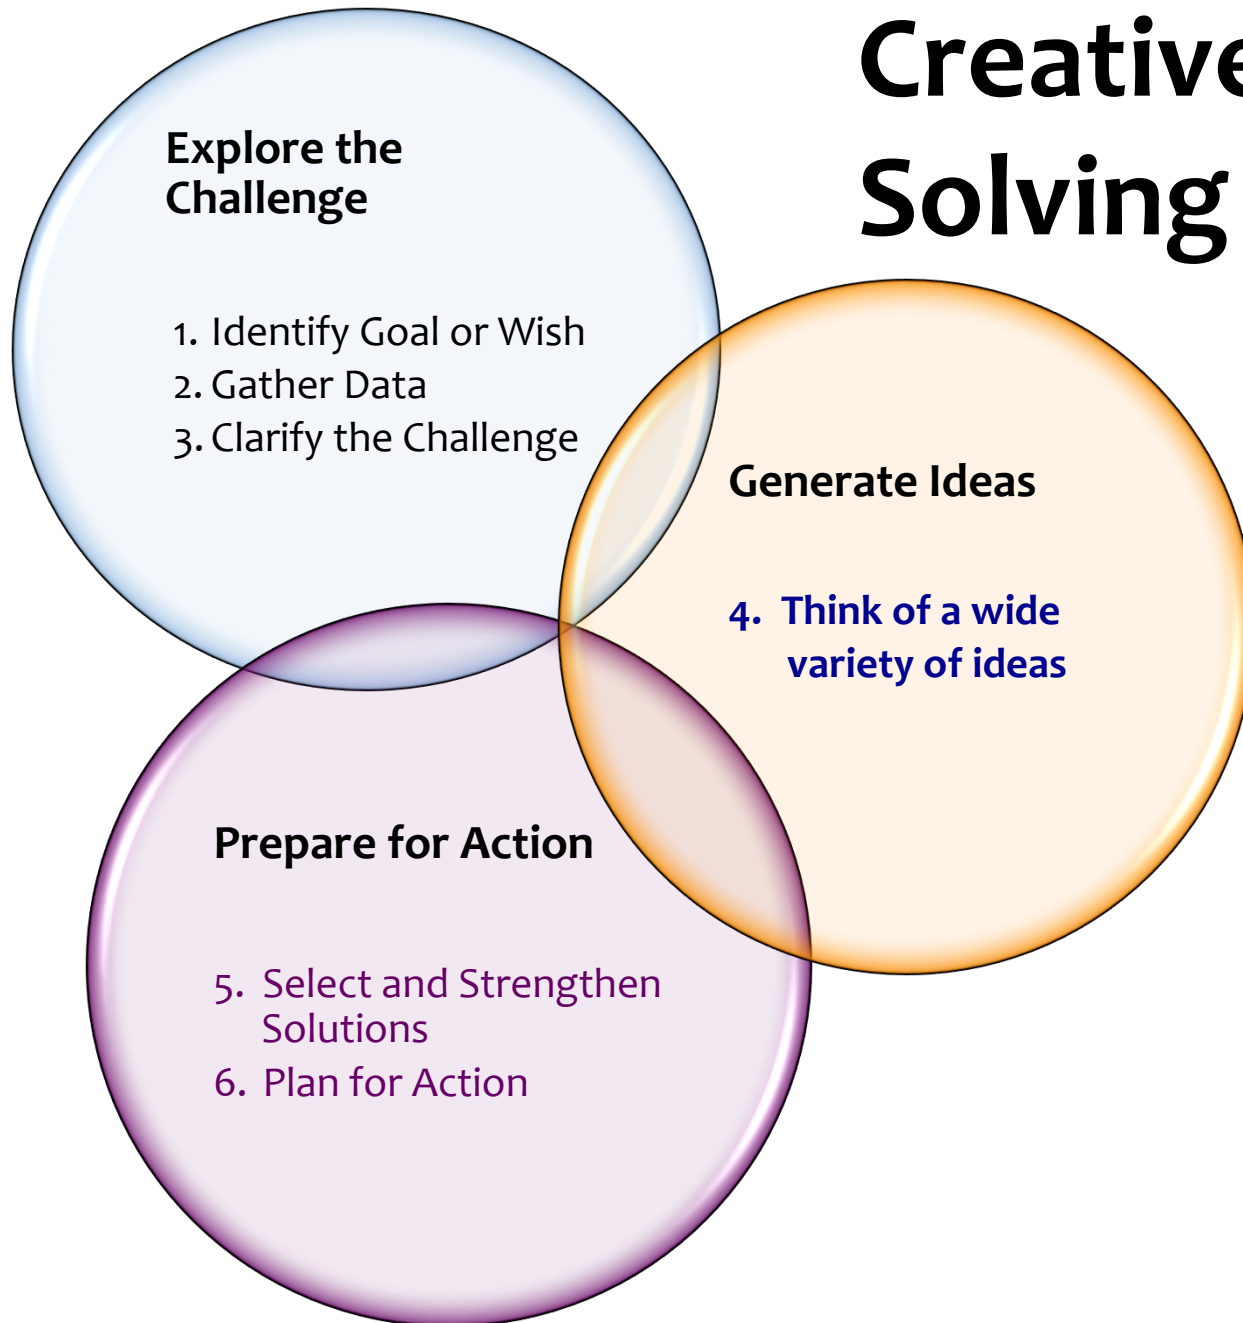 Creative
Solving
Explore the
Challenge
1. Identify Goal or Wish
2. Gather Data
3. Clarify the Challenge
Generate Ideas
4. Think of a wide
variety of ideas
Prepare for Action
5. Select and Strengthen
Solutions
6. Plan for Action